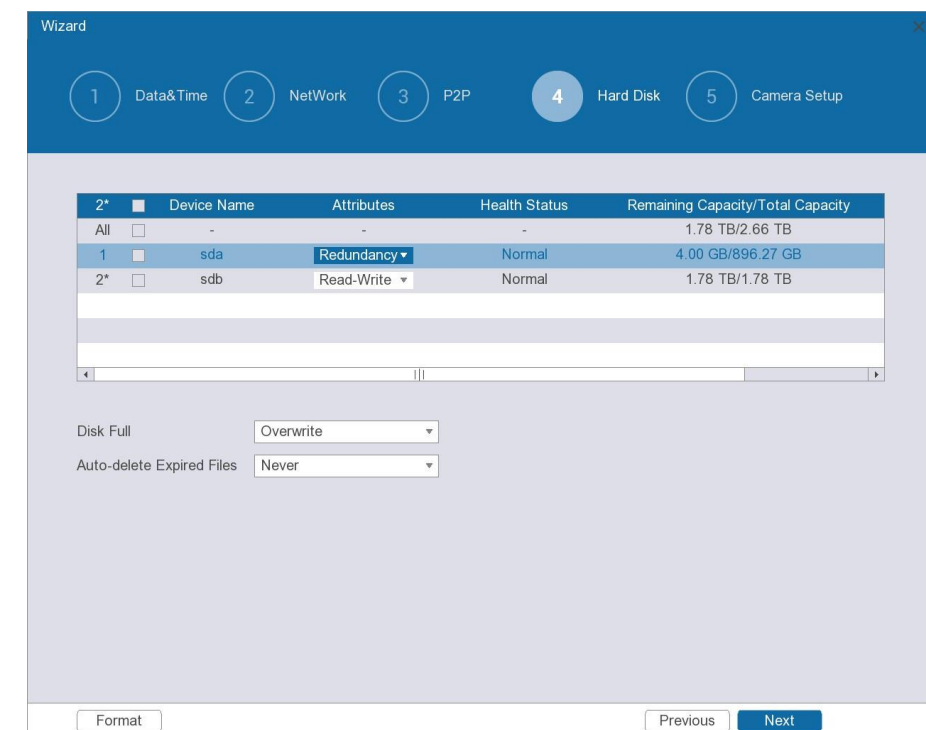 Wizard
1 Data&Time 2 NetWork 3 P2P 4 Hard Disk 5 Camera Setup
2* Device Name Attributes Health Status Remaining Capacity/Total Capacity
All - - - 1.78 TB/2.66 TB
1 sda Redundancy Normal 4.00 GB/896.27 GB
2* sdb Read-Write Normal 1.78 TB/1.78 TB
Disk Full Overwrite
Auto-delete Expired Files Never
Format Previous Next